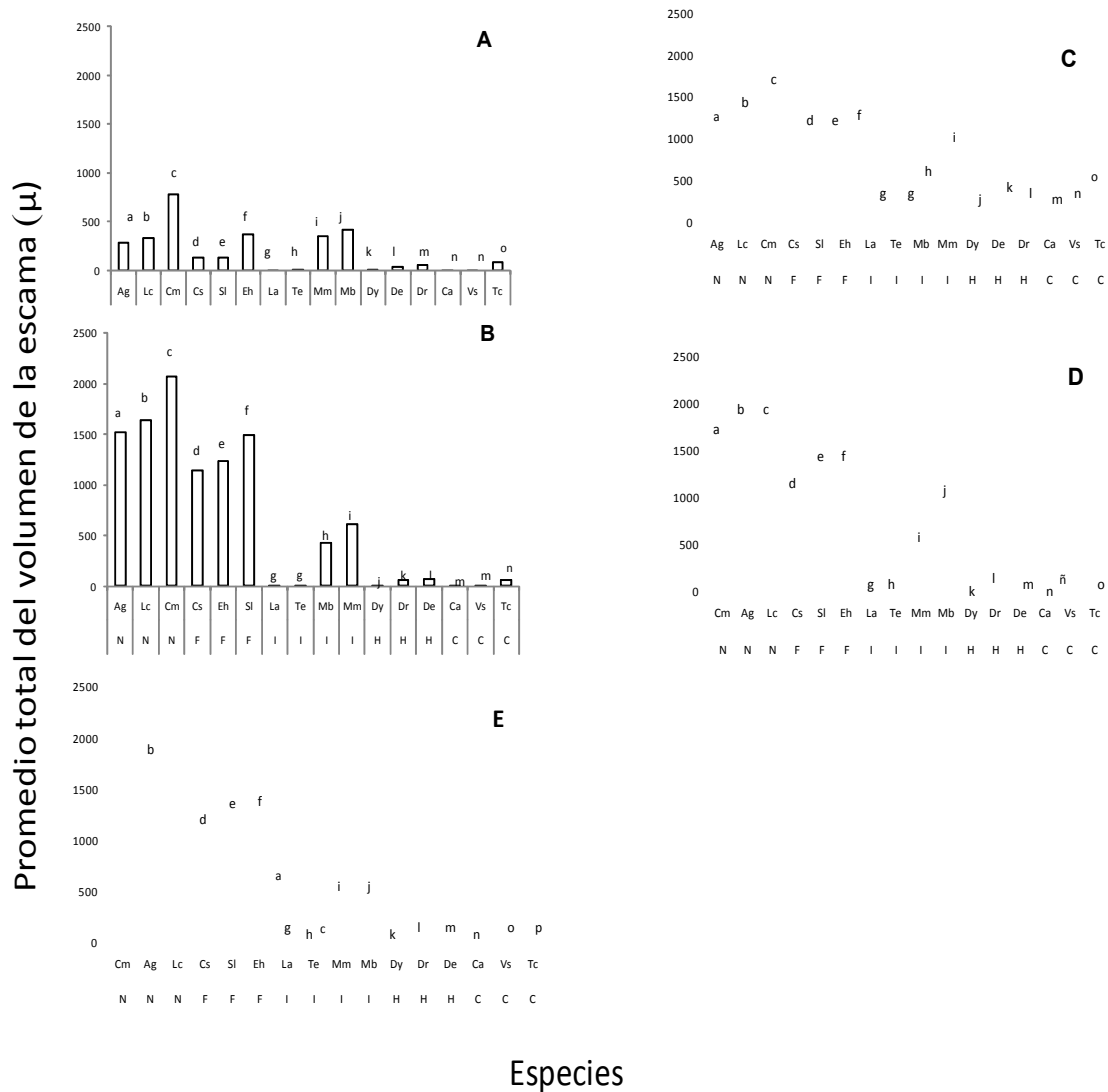 Promedio total del volumen de la escama (μ)
A
2500
2000
1500
1000
500
0
a b c d e f g h i j k l m n n o
Ag Lc Cm Cs Sl Eh La Te Mm Mb Dy De Dr Ca Vs Tc
B
2500
2000
1500
1000
500
0
a b c d e f g g h i j k l m m n
Ag Lc Cm Cs Eh Sl La Te Mb Mm Dy Dr De Ca Vs Tc
N N N F F F I I I I H H H C C C
E
2500
2000
1500
1000
500
0
b d e f a g h c i j k l m n o p
Cm Ag Lc Cs Sl Eh La Te Mm Mb Dy Dr De Ca Vs Tc
N N N F F F I I I I H H H C C C
C
2500
2000
1500
1000
500
0
a b c d e f g g h i j k l m n o
Ag Lc Cm Cs Sl Eh La Te Mb Mm Dy De Dr Ca Vs Tc
N N N F F F I I I I H H H C C C
D
2500
2000
1500
1000
500
0
a b c d e f g h i j k l m n ñ o
Cm Ag Lc Cs Sl Eh La Te Mm Mb Dy Dr De Ca Vs Tc
N N N F F F I I I I H H H C C C
Especies